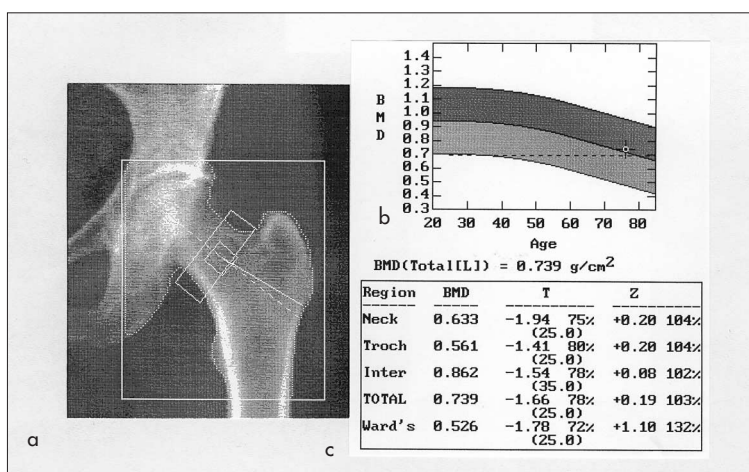 1.4
1.3
1.2
1.1
1.0
0.9
0.8
0.7
0.6
0.5
0.4
0.3
B
M
D
20 30 40 50 60 70 80
Age
b
BMD(Total[L]) = 0.739 g/cm2
Region BMD T Z
Neck 0.633 -1.94 75% +0.20 104%
(25.0)
Troch 0.561 -1.41 80% +0.20 104%
(25.0)
Inter 0.862 -1.54 78% +0.08 102%
(35.0)
TOTAL 0.739 -1.66 78% +0.19 103%
(25.0)
Ward's 0.526 -1.78 72% +1.10 132%
(25.0)
a
c